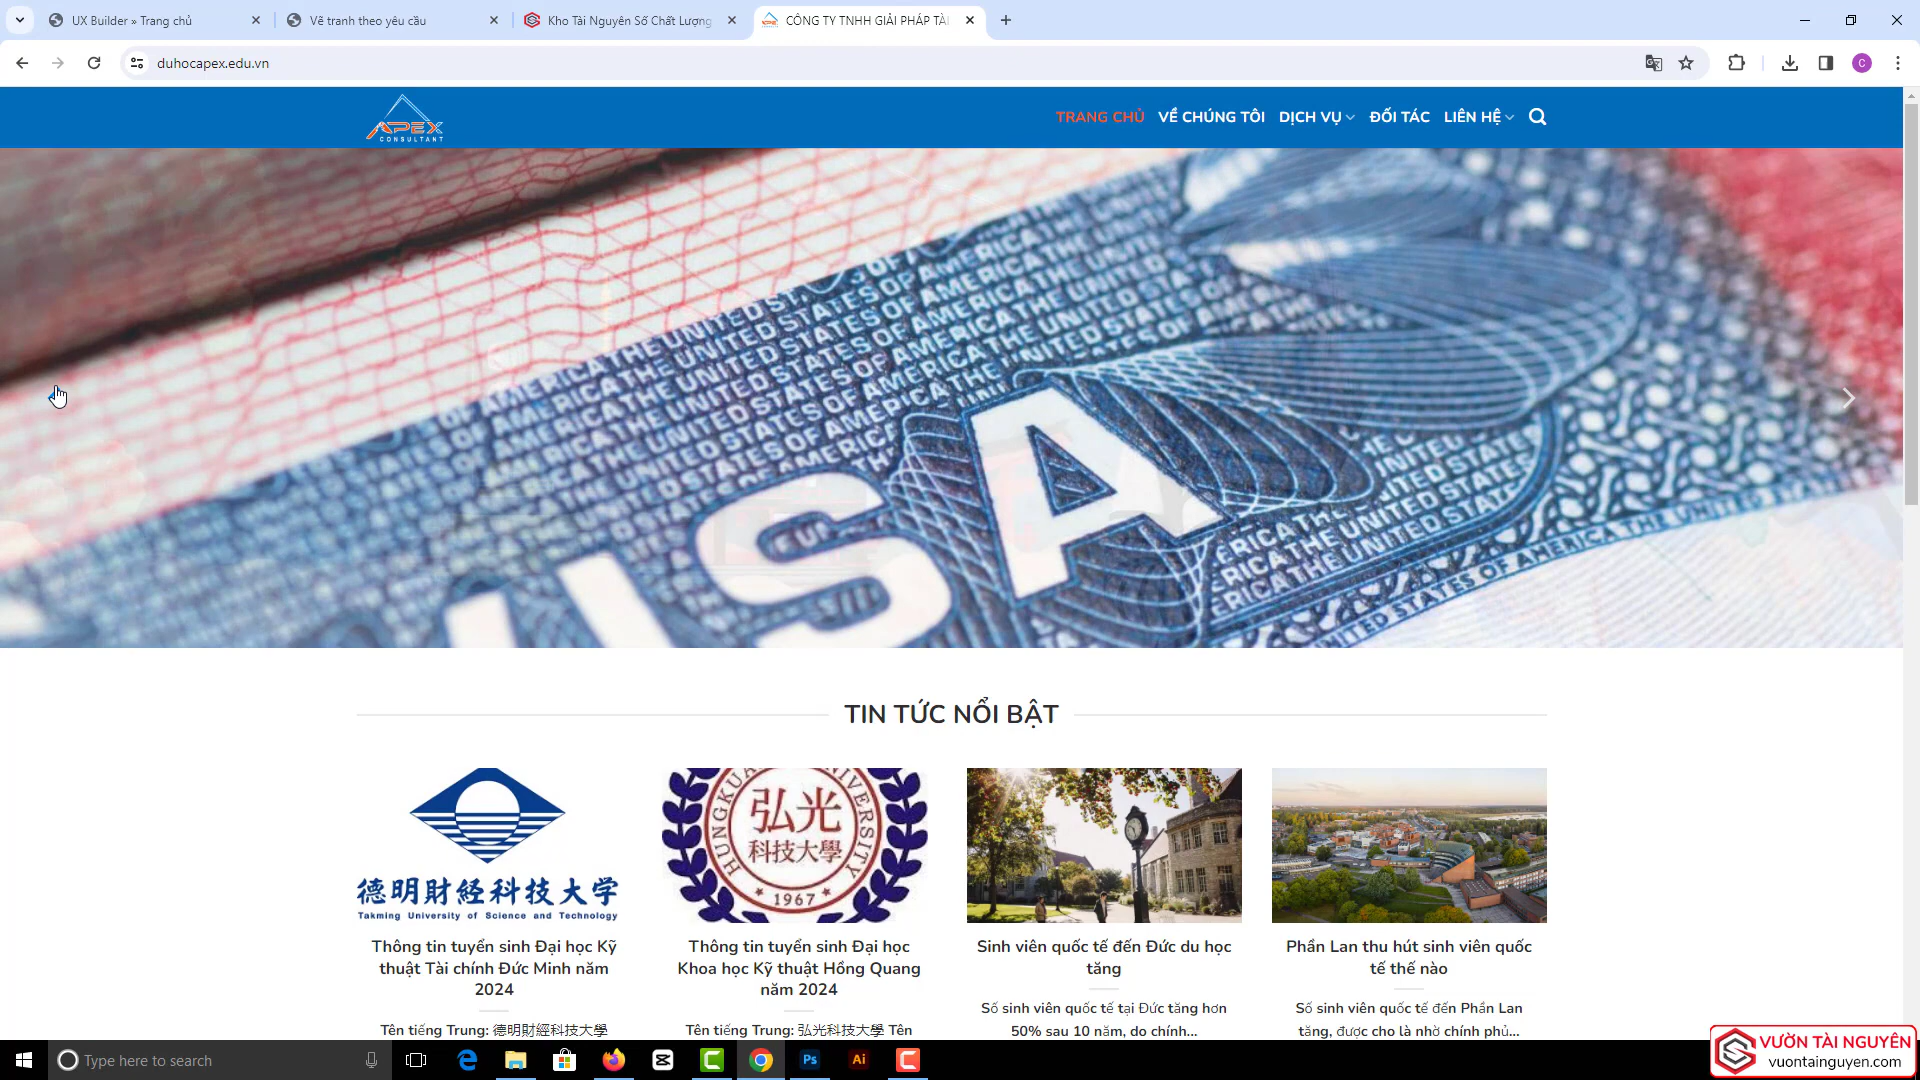 UX Builder » Trang chủ
Vẽ tranh theo yêu cầu
Kho Tài Nguyên Số Chất Lượng
CÔNG TY TNHH GIẢI PHÁP TÀI
duhocapex.edu.vn
C
APEX
CONSULTANT
TRANG CHỦ
VỀ CHÚNG TÔI
DỊCH VỤ
ĐỐI TÁC
LIÊN HỆ
VISA
TIN TỨC NỔI BẬT
德明財經科技大学
Takming University of Science and Technology
HUNGKUANG UNIVERSITY
弘光
科技大學
1967
Thông tin tuyển sinh Đại học Kỹ
thuật Tài chính Đức Minh năm
2024
Tên tiếng Trung: 德明財經科技大學
Thông tin tuyển sinh Đại học
Khoa học Kỹ thuật Hồng Quang
năm 2024
Tên tiếng Trung: 弘光科技大學 Tên
Sinh viên quốc tế đến Đức du học
tăng
Số sinh viên quốc tế tại Đức tăng hơn
50% sau 10 năm, do chính...
Phần Lan thu hút sinh viên quốc
tế thế nào
Số sinh viên quốc tế đến Phần Lan
tăng, được cho là nhờ chính phủ...
Type here to search
Ps
Ai
VƯỜN TÀI NGUYÊN
vuontainguyen.com